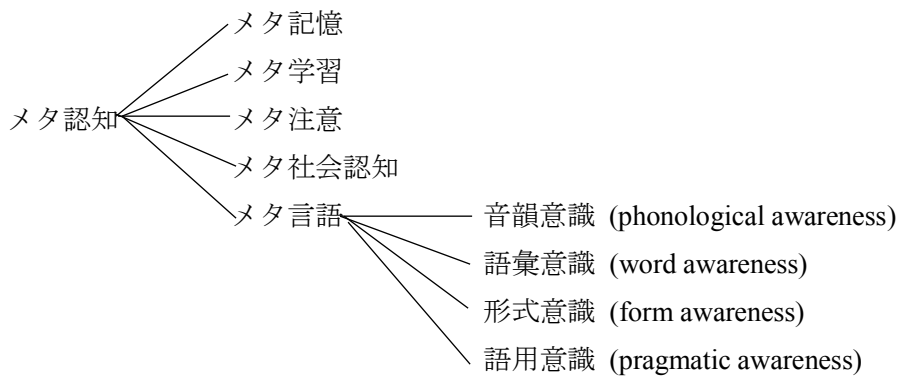 メタ記憶
メタ学習
メタ認知
メタ注意
メタ社会認知
メタ言語
音韻意識 (phonological awareness)
語彙意識 (word awareness)
形式意識 (form awareness)
語用意識 (pragmatic awareness)